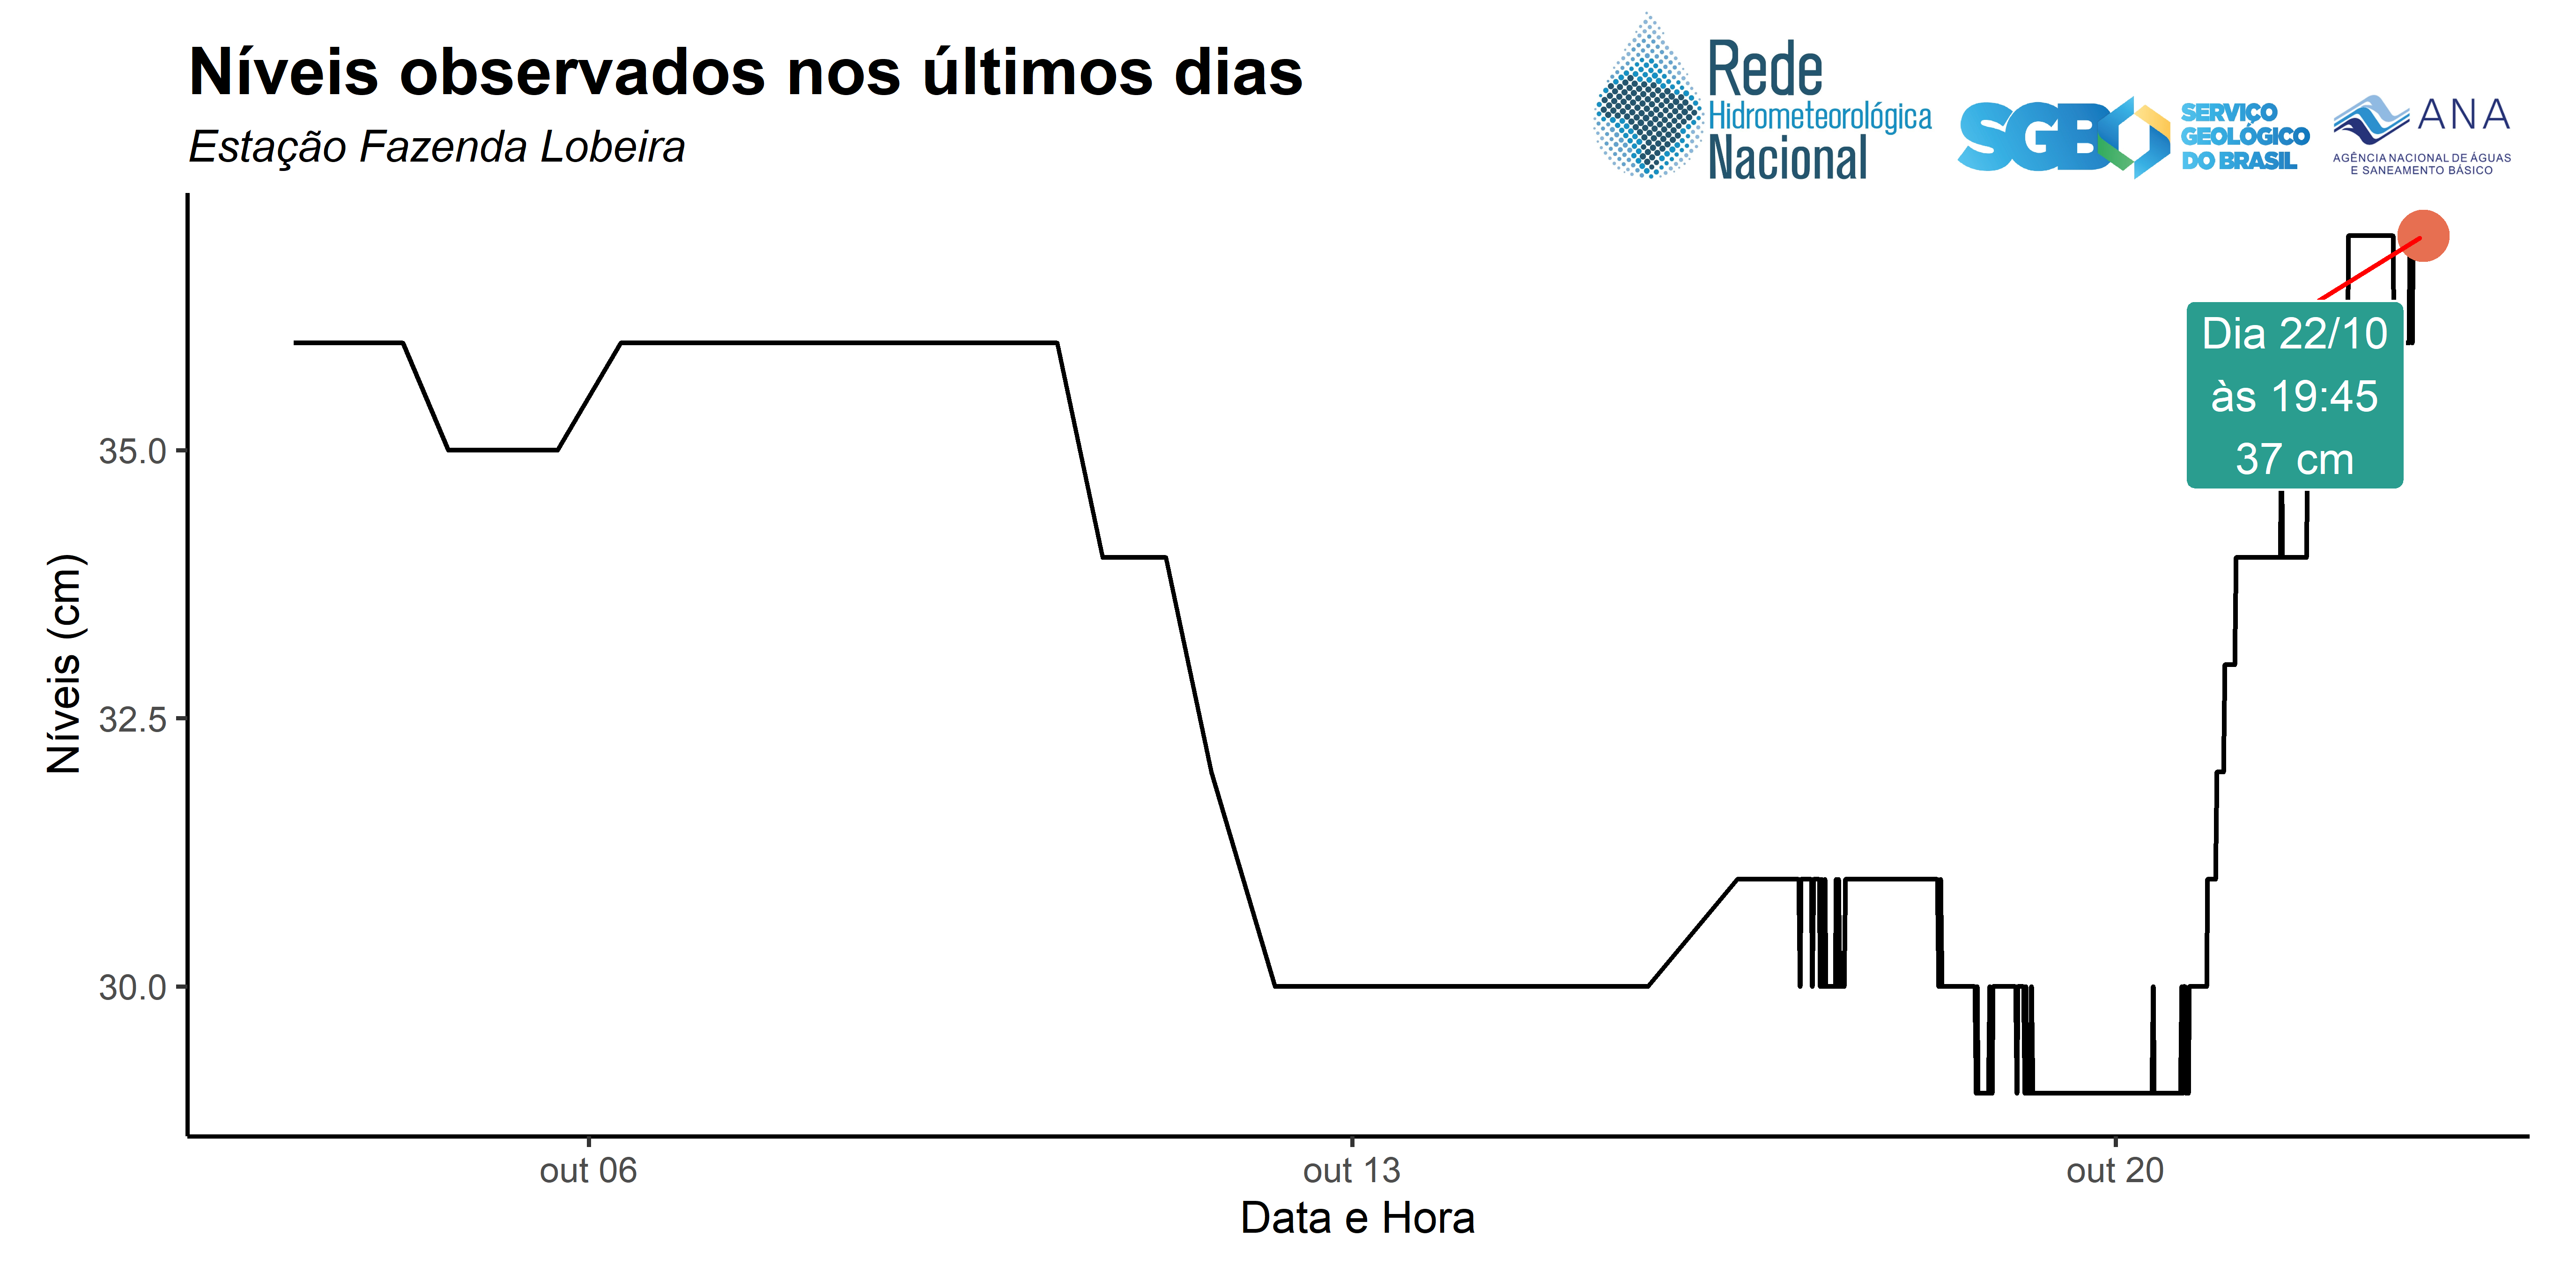 Níveis observados nos últimos dias
Estação Fazenda Lobeira
Rede
Hidrometeorológica
Nacional
SGB
SERVIÇO
GEOLÓGICO
DO BRASIL
ANA
AGÊNCIA NACIONAL DE ÁGUAS
E SANEAMENTO BÁSICO
Dia 22/10
às 19:45
37 cm
Níveis (cm)
35.0
32.5
30.0
out 06
out 13
out 20
Data e Hora